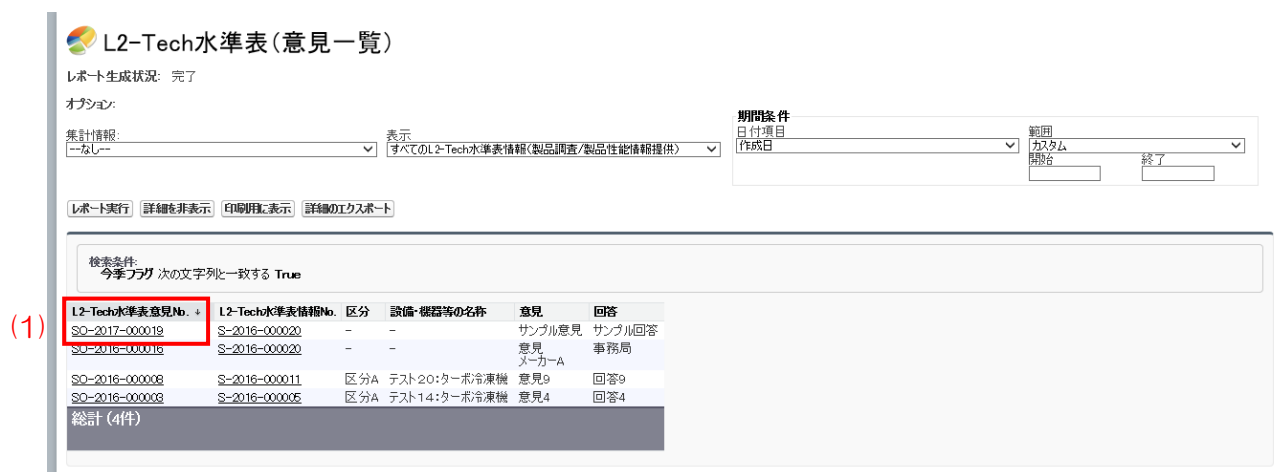 L2-Tech水準表(意見一覧)
レポート生成状況: 完了
オプション:
集計情報:
--なし--
表示
すべてのL2-Tech水準表情報(製品調査/製品性能情報提供)
期間条件
日付項目
作成日
範囲
カスタム
開始 終了
レポート実行 詳細を非表示 印刷用に表示 詳細のエクスポート
検索条件:
今季フラグ 次の文字列と一致する True
(1)
L2-Tech水準表意見No. ↓ L2-Tech水準表情報No. 区分 設備・機器等の名称 意見 回答
SO-2017-000019 S-2016-000020 - - サンプル意見 サンプル回答
SO-2016-000016 S-2016-000020 - - 意見 事務局
メーカーA
SO-2016-000008 S-2016-000011 区分A テスト20:ターボ冷凍機 意見9 回答9
SO-2016-000003 S-2016-000005 区分A テスト14:ターボ冷凍機 意見4 回答4
総計 (4件)